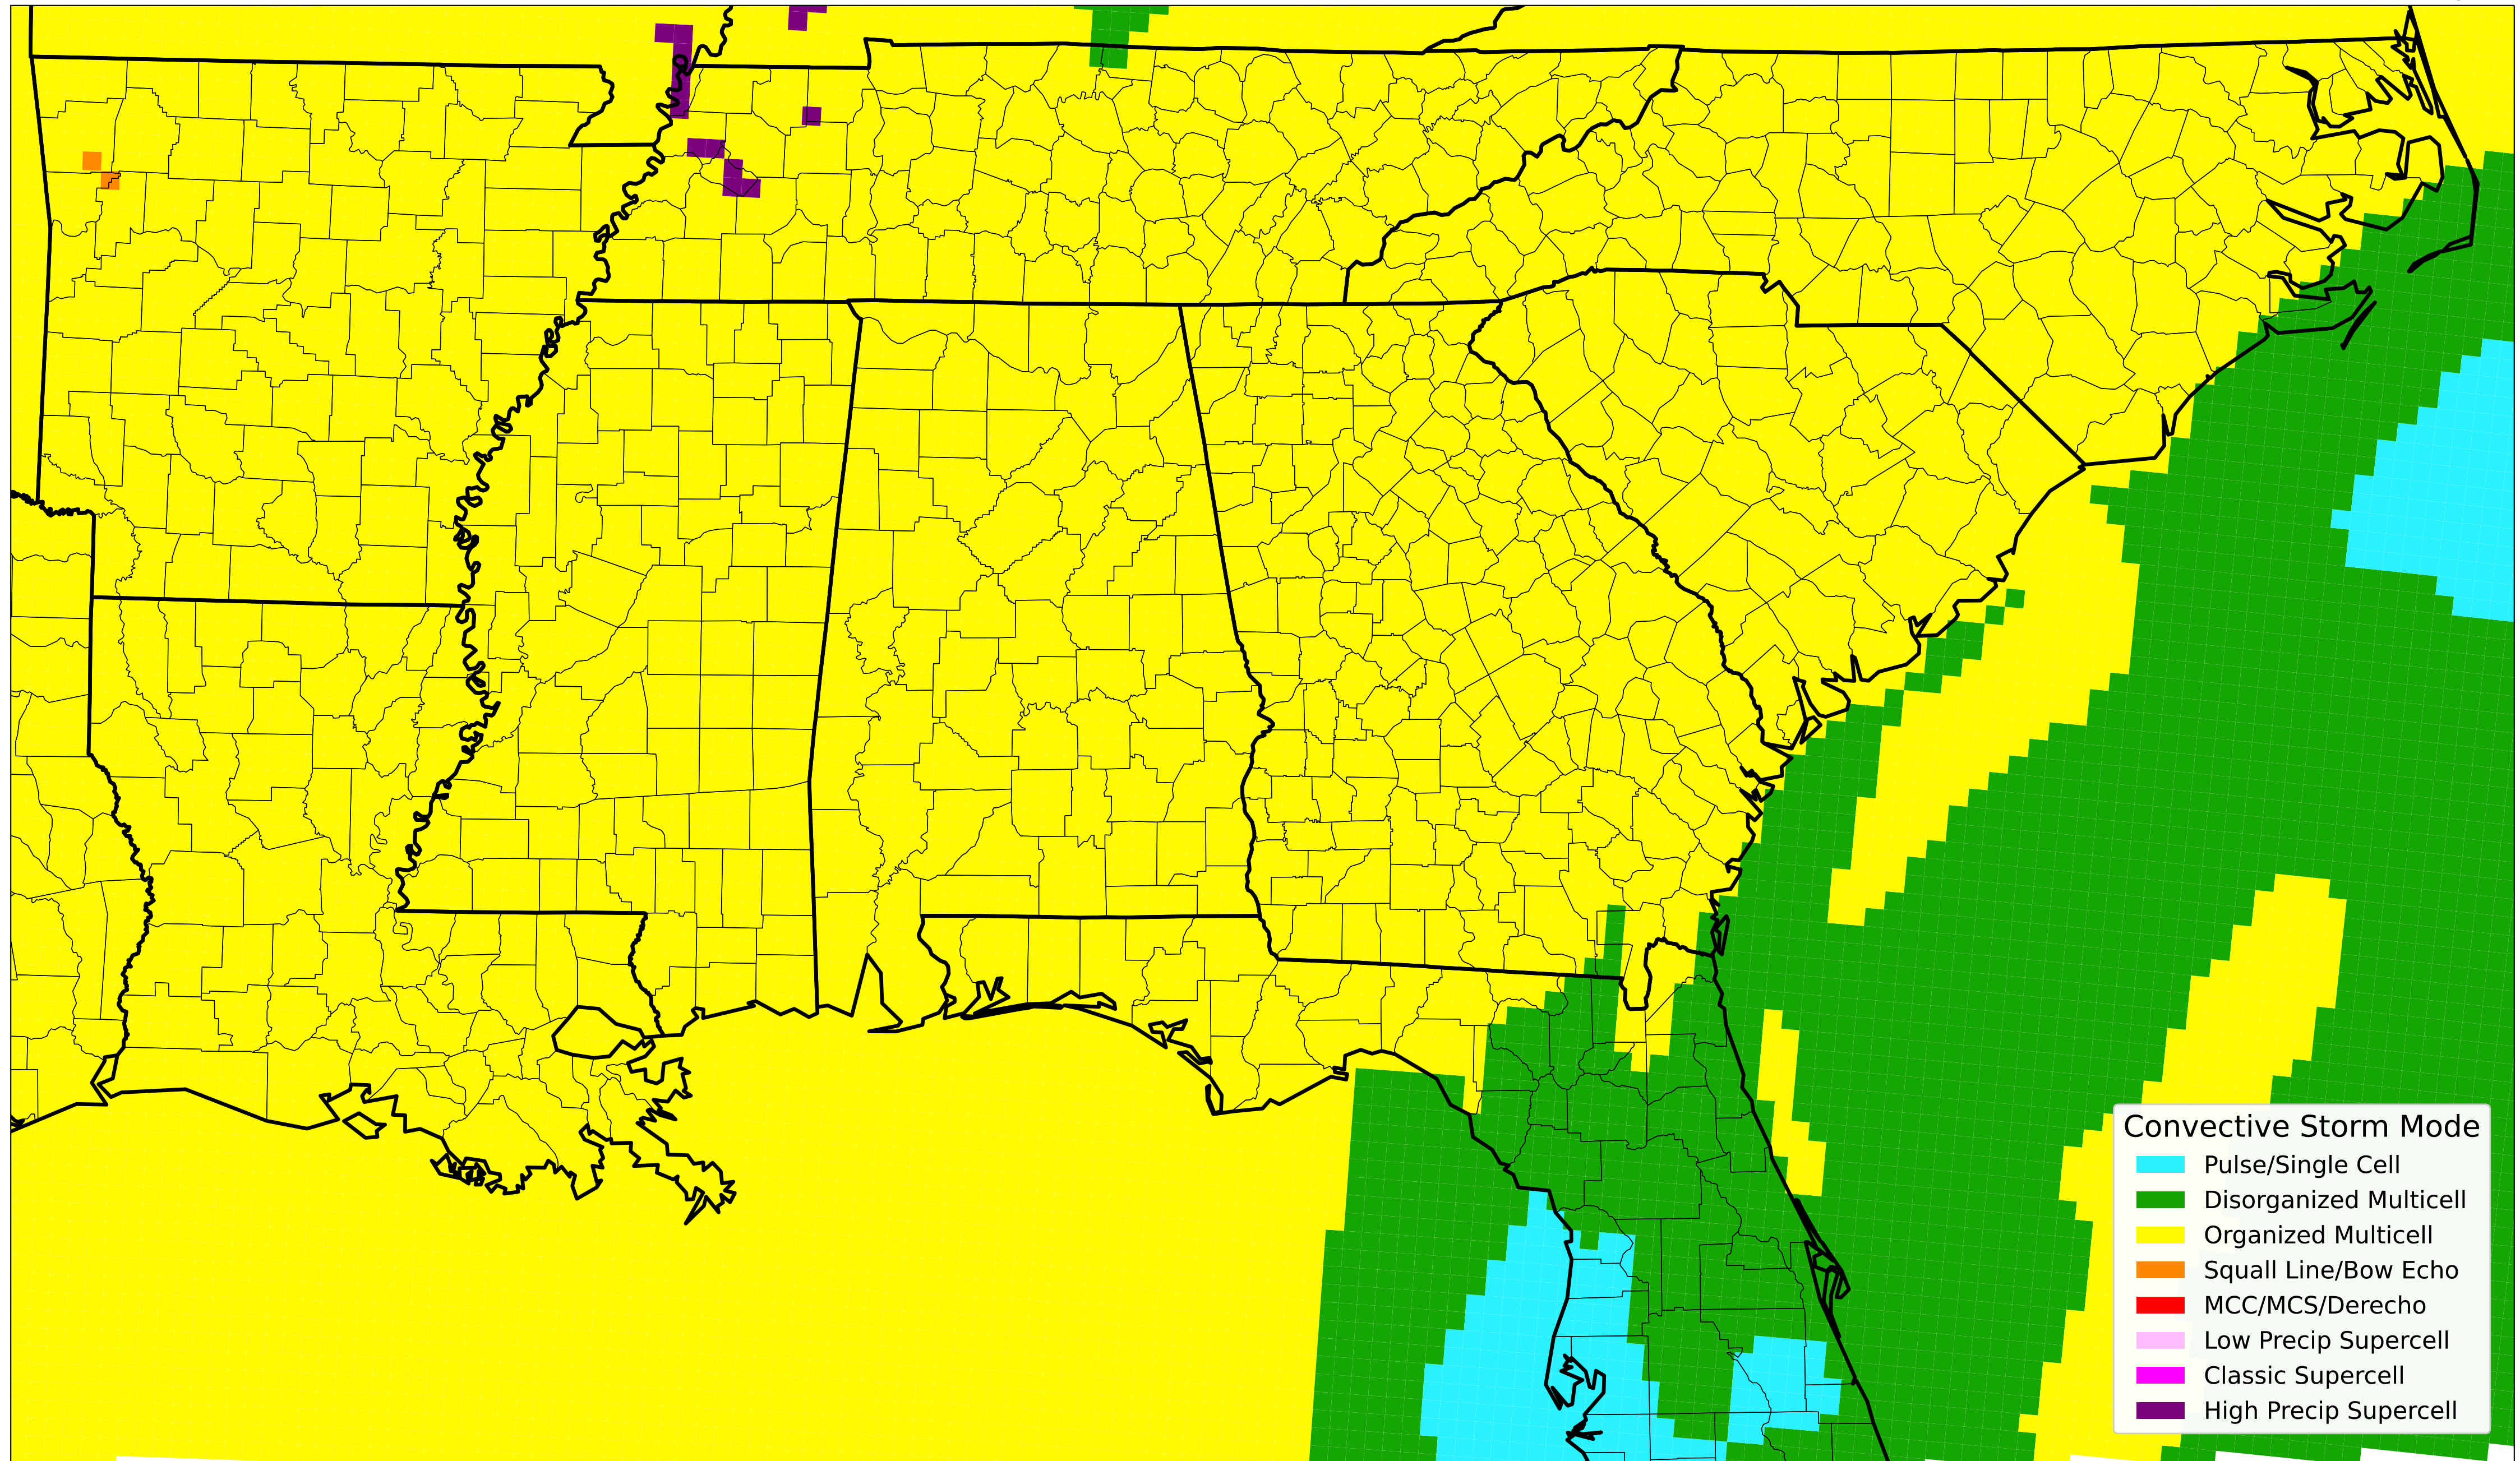 Convective Storm Mode
Pulse/Single Cell
Disorganized Multicell
Organized Multicell
Squall Line/Bow Echo
MCC/MCS/Derecho
Low Precip Supercell
Classic Supercell
High Precip Supercell